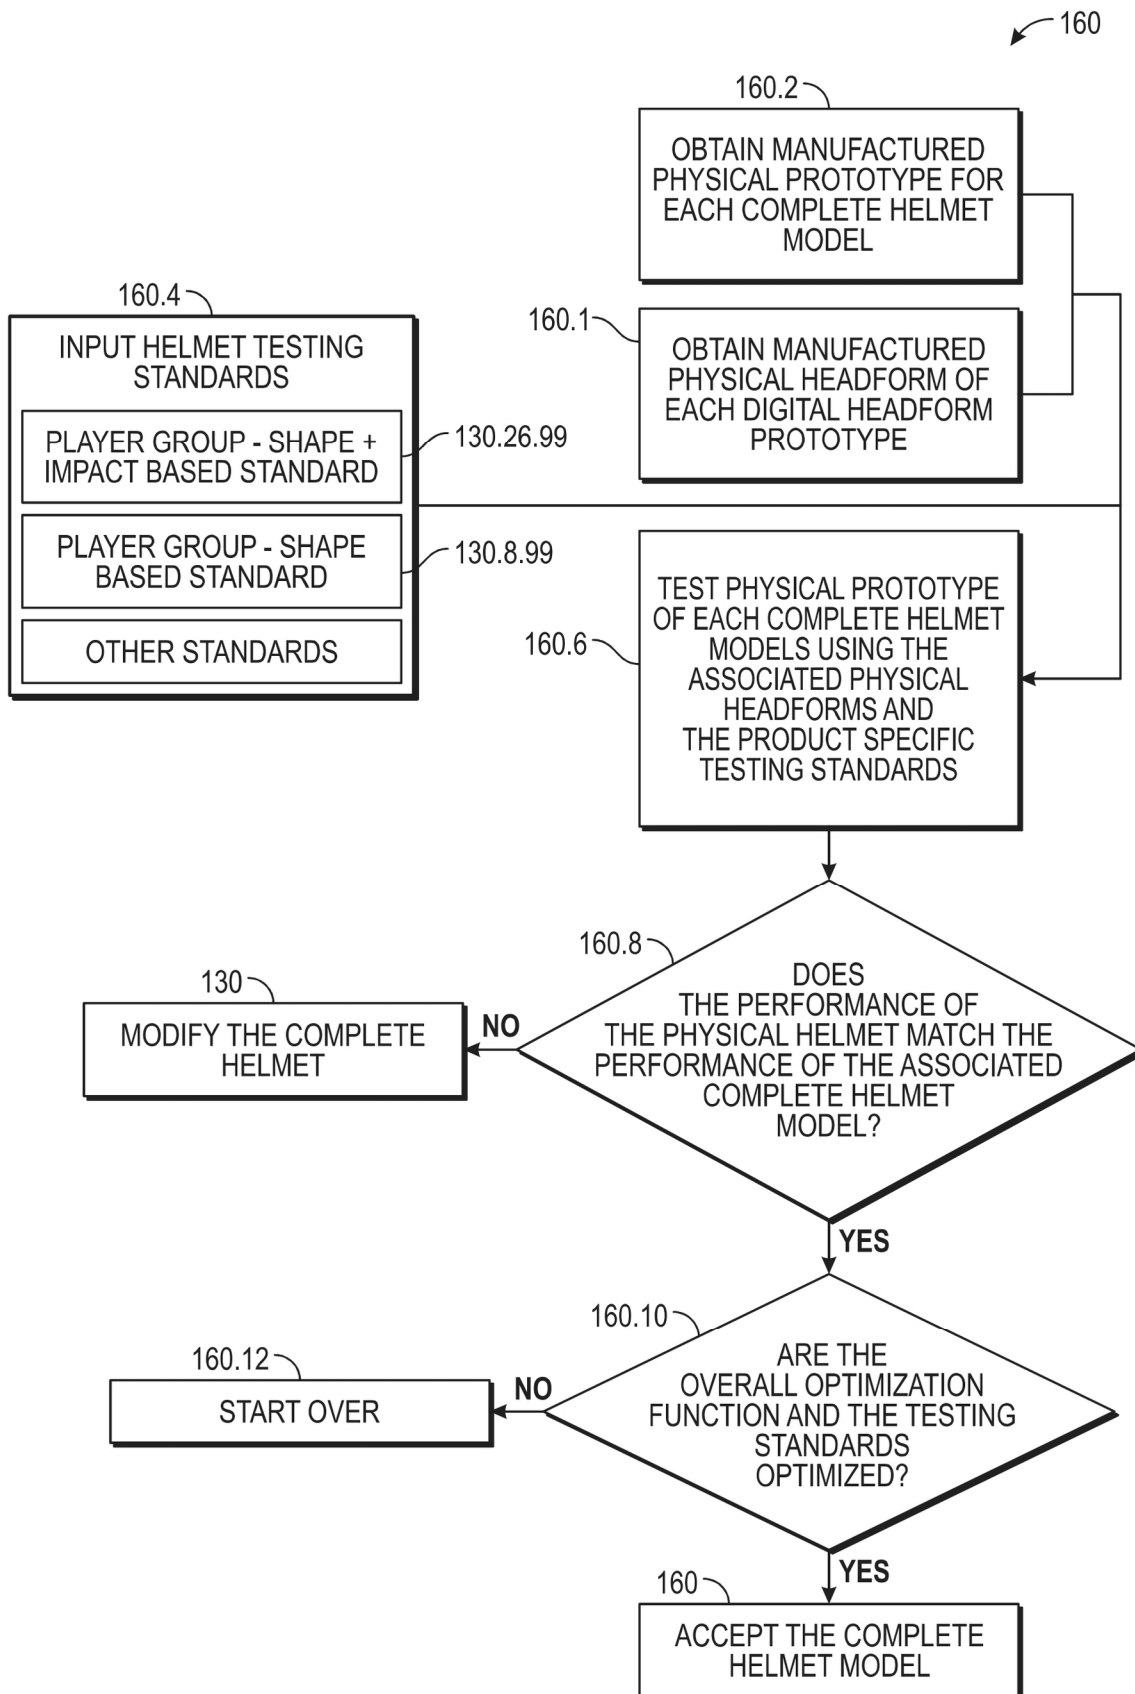 160
160.2
OBTAIN MANUFACTURED
PHYSICAL PROTOTYPE FOR
EACH COMPLETE HELMET
MODEL
160.1
OBTAIN MANUFACTURED
PHYSICAL HEADFORM OF
EACH DIGITAL HEADFORM
PROTOTYPE
160.4
INPUT HELMET TESTING
STANDARDS
PLAYER GROUP - SHAPE +
IMPACT BASED STANDARD
130.26.99
PLAYER GROUP - SHAPE
BASED STANDARD
130.8.99
OTHER STANDARDS
160.6
TEST PHYSICAL PROTOTYPE
OF EACH COMPLETE HELMET
MODELS USING THE
ASSOCIATED PHYSICAL
HEADFORMS AND
THE PRODUCT SPECIFIC
TESTING STANDARDS
160.8
DOES
THE PERFORMANCE OF
THE PHYSICAL HELMET MATCH THE
PERFORMANCE OF THE ASSOCIATED
COMPLETE HELMET
MODEL?
NO
130
MODIFY THE COMPLETE
HELMET
YES
160.10
ARE THE
OVERALL OPTIMIZATION
FUNCTION AND THE TESTING
STANDARDS
OPTIMIZED?
NO
160.12
START OVER
YES
160
ACCEPT THE COMPLETE
HELMET MODEL